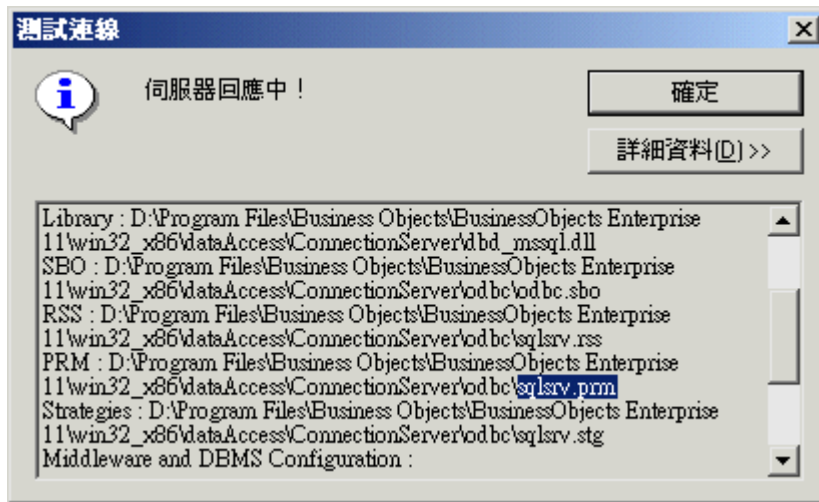 測試連線
伺服器回應中！
確定
詳細資料(D)>>
Library : D:\Program Files\Business Objects\BusinessObjects Enterprise
11\win32_x86\dataAccess\ConnectionServer\dbd_mssql.dll
SBO : D:\Program Files\Business Objects\BusinessObjects Enterprise
11\win32_x86\dataAccess\ConnectionServer\odbc\odbc.sbo
RSS : D:\Program Files\Business Objects\BusinessObjects Enterprise
11\win32_x86\dataAccess\ConnectionServer\odbc\sqlsrv.rss
PRM : D:\Program Files\Business Objects\BusinessObjects Enterprise
11\win32_x86\dataAccess\ConnectionServer\odbc\sqlsrv.prm
Strategies : D:\Program Files\Business Objects\BusinessObjects Enterprise
11\win32_x86\dataAccess\ConnectionServer\odbc\sqlsrv.stg
Middleware and DBMS Configuration :